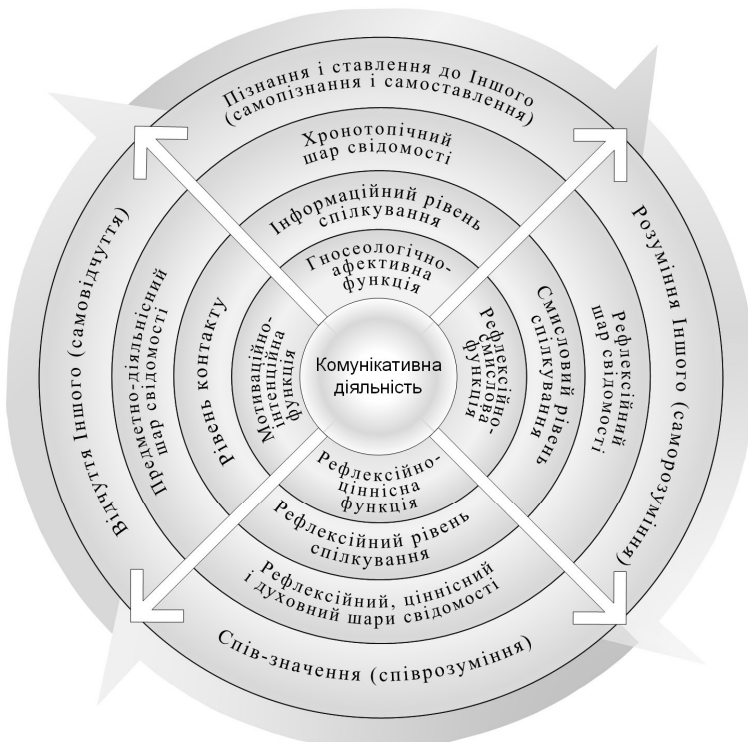 Пізнання і ставлення до Іншого
(самопізнання і самоставлення)
Хронотопічний
шар свідомості
Інформаційний рівень
спілкування
Гносеологічно-
афективна
функція
Відчуття Іншого (самовідчуття)
Предметно-діяльнісний
шар свідомості
Рівень контакту
Мотиваційно-
інтенційна
функція
Комунікативна
діяльність
Рефлексійно-
смислова
функція
Смисловий рівень
спілкування
Рефлексійний
шар свідомості
Розуміння Іншого (саморозуміння)
Рефлексійно-
ціннісна
функція
Рефлексійний рівень
спілкування
Рефлексійний, ціннісний
і духовний шари свідомості
Спів-значення (співрозуміння)